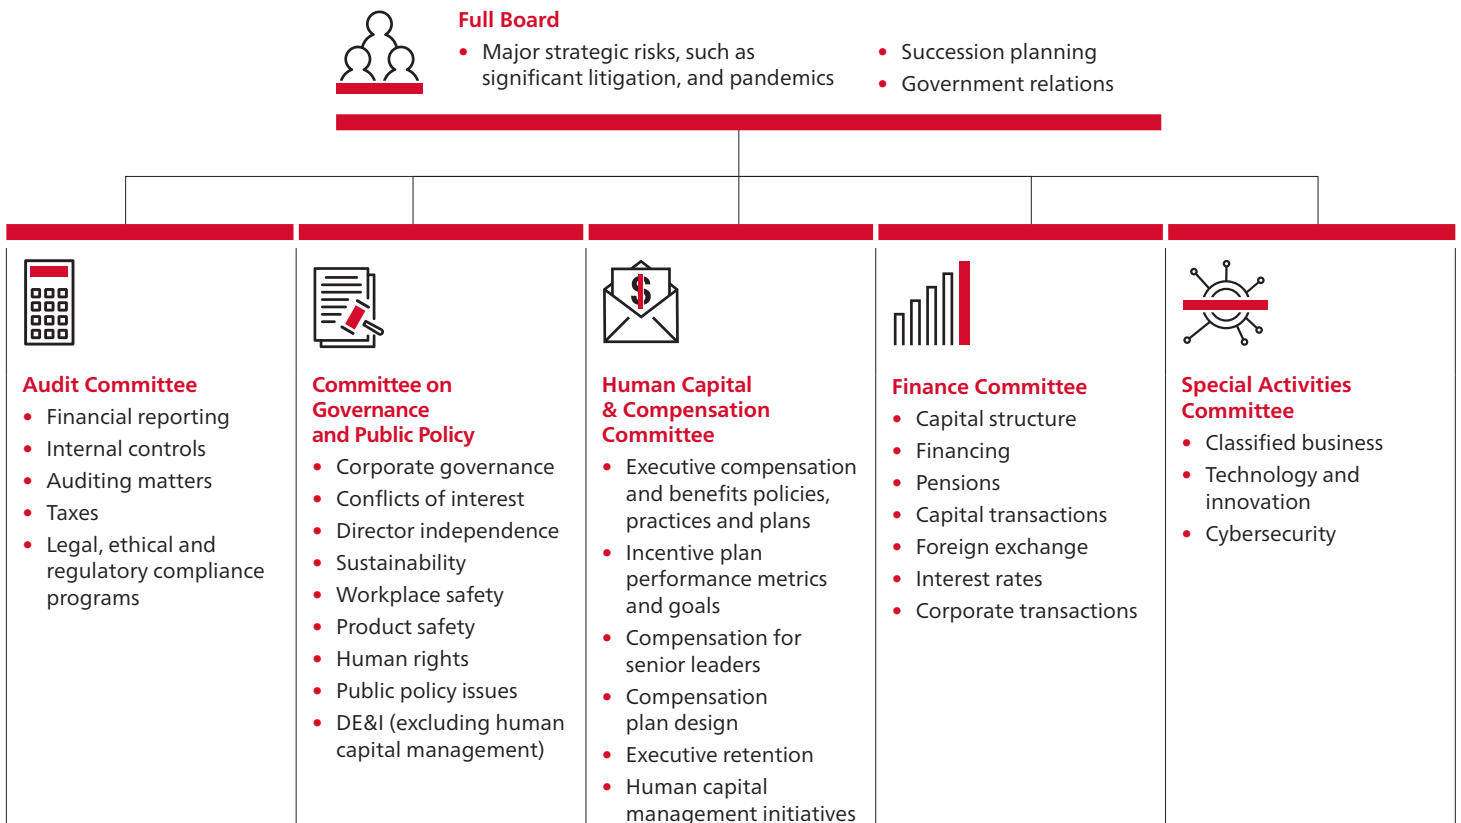 Full Board
• Major strategic risks, such as
significant litigation, and pandemics
• Succession planning
• Government relations
Audit Committee
• Financial reporting
• Internal controls
• Auditing matters
• Taxes
• Legal, ethical and
regulatory compliance
programs
Committee on
Governance
and Public Policy
• Corporate governance
• Conflicts of interest
• Director independence
• Sustainability
• Workplace safety
• Product safety
• Human rights
• Public policy issues
• DE&I (excluding human
capital management)
$
Human Capital
& Compensation
Committee
• Executive compensation
and benefits policies,
practices and plans
• Incentive plan
performance metrics
and goals
• Compensation for
senior leaders
• Compensation
plan design
• Executive retention
• Human capital
management initiatives
Finance Committee
• Capital structure
• Financing
• Pensions
• Capital transactions
• Foreign exchange
• Interest rates
• Corporate transactions
Special Activities
Committee
• Classified business
• Technology and
innovation
• Cybersecurity